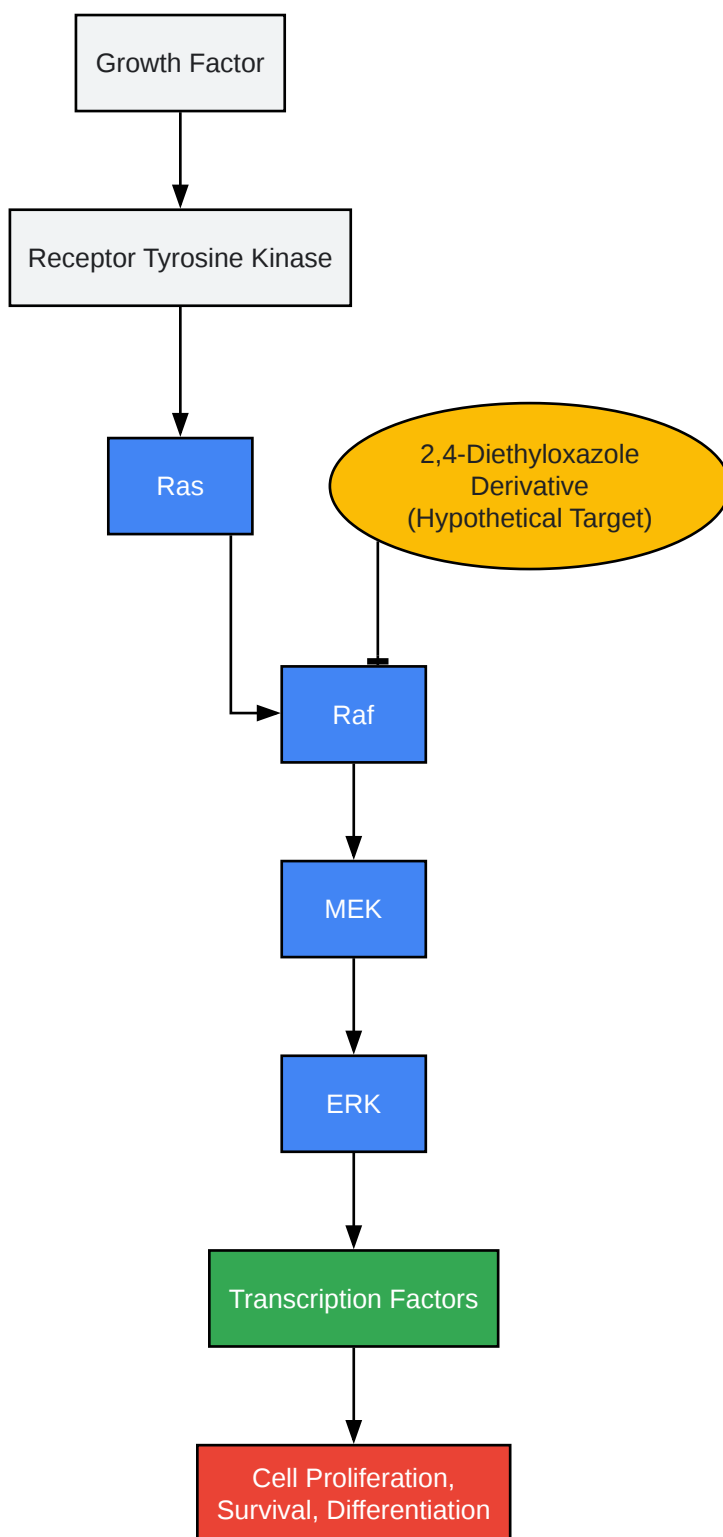 Growth Factor
Receptor Tyrosine Kinase
Ras
2,4-Diethyloxazole
Derivative
(Hypothetical Target)
Raf
MEK
ERK
Transcription Factors
Cell Proliferation,
Survival, Differentiation